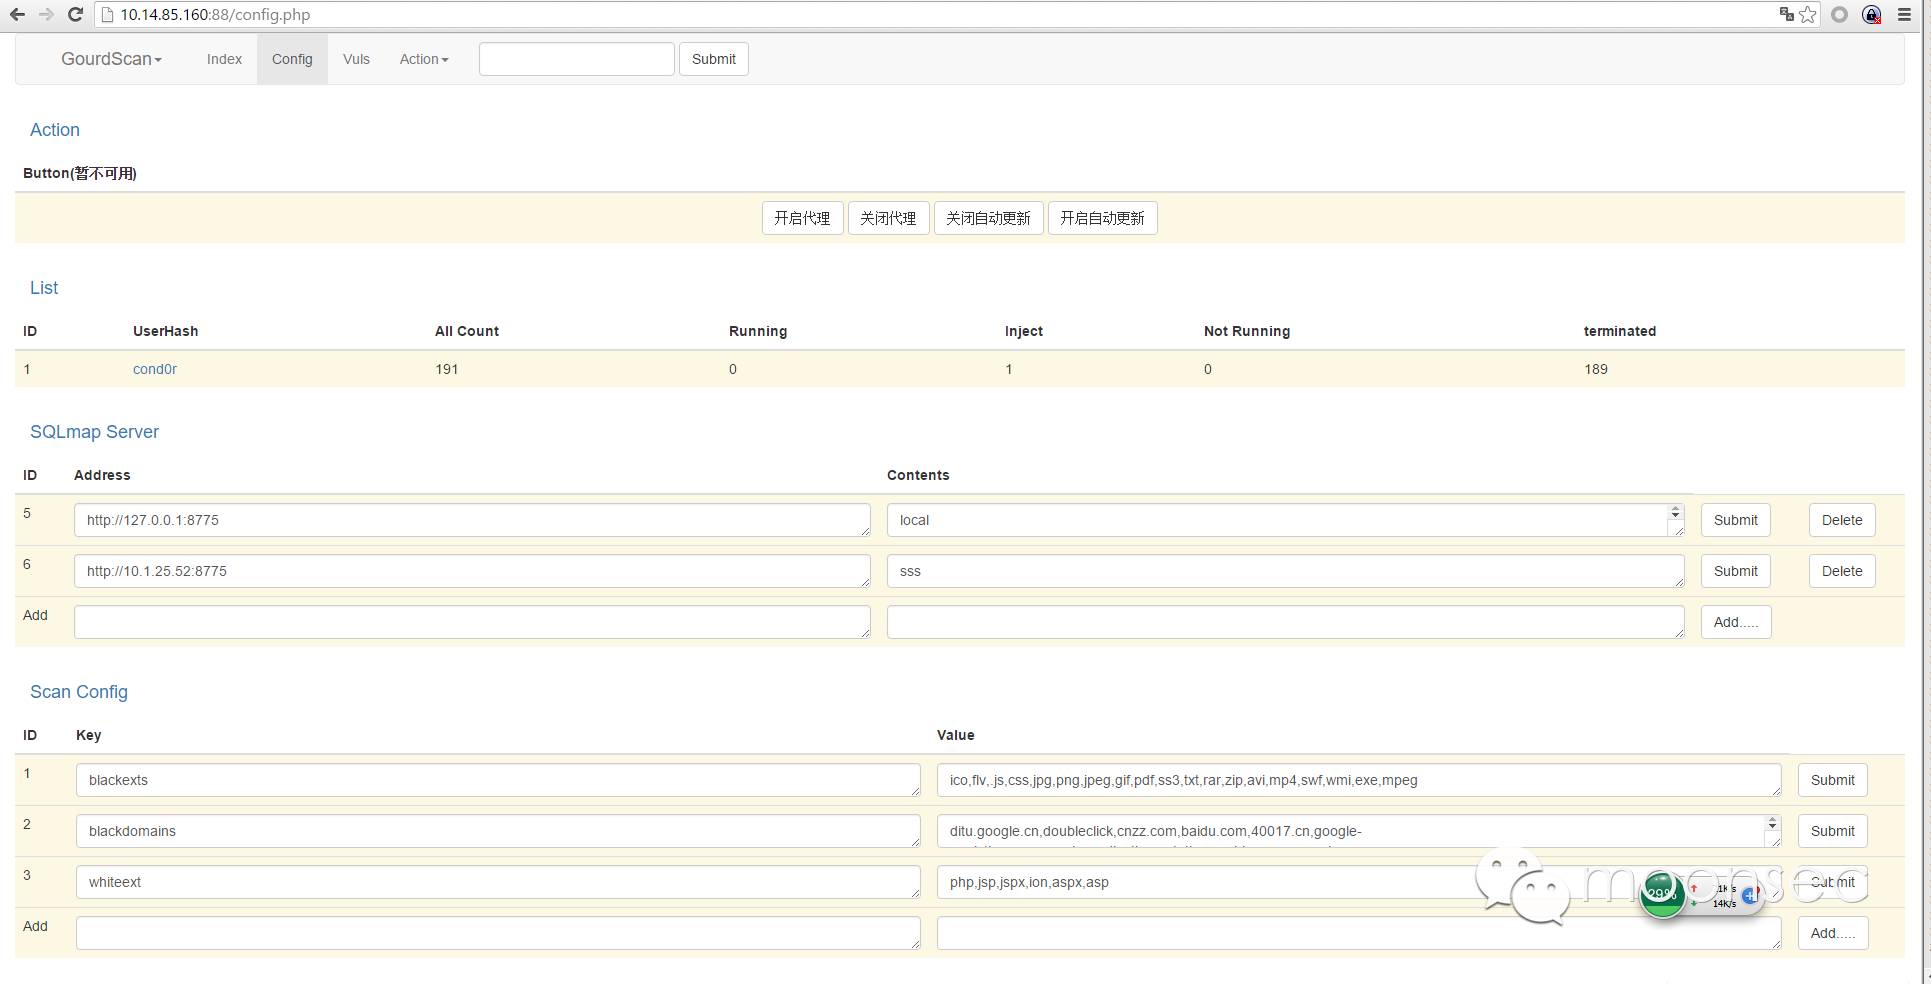 10.14.85.160:88/config.php
GourdScan Index Config Vuls Action Submit
Action
Button(暂不可用)
开启代理 关闭代理 关闭自动更新 开启自动更新
List
ID UserHash All Count Running Inject Not Running terminated
1 cond0r 191 0 1 0 189
SQLmap Server
ID Address Contents
5 http://127.0.0.1:8775 local Submit Delete
6 http://10.1.25.52:8775 sss Submit Delete
Add Add.....
Scan Config
ID Key Value
1 blackexts ico,flv,.js,css,jpg,png,jpeg,gif,pdf,ss3,txt,rar,zip,avi,mp4,swf,wmi,exe,mpeg Submit
2 blackdomains ditu.google.cn,doubleclick,cnzz.com,baidu.com,40017.cn,google- Submit
3 whiteext php,jsp,jspx,ion,aspx,asp Submit
moonsec
29%
14K/s
Add Add.....